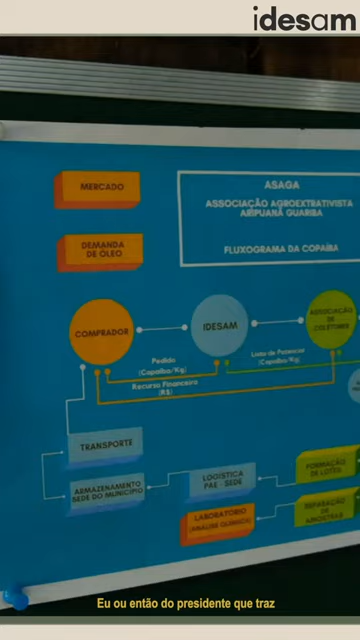 idesam
MERCADO
ASAGA
ASSOCIAÇÃO AGROEXTRATIVISTA
ARIPUANÃ GUARIBA
DEMANDA
DE ÓLEO
FLUXOGRAMA DA COPAÍBA
COMPRADOR
IDESAM
ASSOCIAÇÃO
DE
COLETORES
Pedido
(Copaíba/Kg)
Lista de Potencial
(Copaíba/Kg)
Recurso Financeiro
(R$)
TRANSPORTE
ARMAZENAMENTO
SEDE DO MUNICÍPIO
LOGÍSTICA
PAE - SEDE
FORMAÇÃO
DE LOTES
LABORATÓRIO
(ANÁLISE QUÍMICA)
SEPARAÇÃO
DE
AMOSTRAS
Eu ou então do presidente que traz